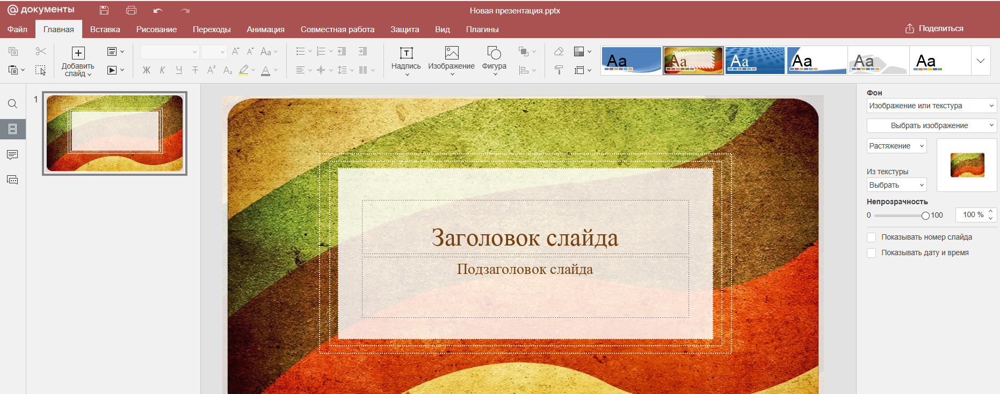 @ документы
Новая презентация.pptx
Файл Главная Вставка Рисование Переходы Анимация Совместная работа Защита Вид Плагины Поделиться
Добавить слайд
Aa
Ж К Ч Т A² A₂ A
Надпись Изображение Фигура
Aa Aa Aa Aa Aa Aa
1
Заголовок слайда
Подзаголовок слайда
Фон
Изображение или текстура
Выбрать изображение
Растяжение
Из текстуры
Выбрать
Непрозрачность
0 100 100 %
Показывать номер слайда
Показывать дату и время